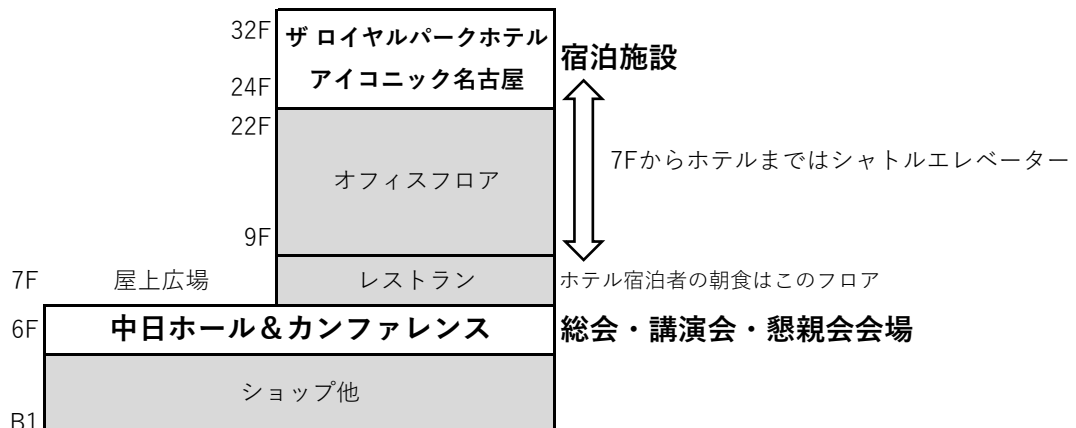 32F
ザ ロイヤルパークホテル
アイコニック名古屋
宿泊施設
24F
22F
7Fからホテルまではシャトルエレベーター
オフィスフロア
9F
7F 屋上広場 レストラン ホテル宿泊者の朝食はこのフロア
6F 中日ホール＆カンファレンス 総会・講演会・懇親会会場
ショップ他
B1